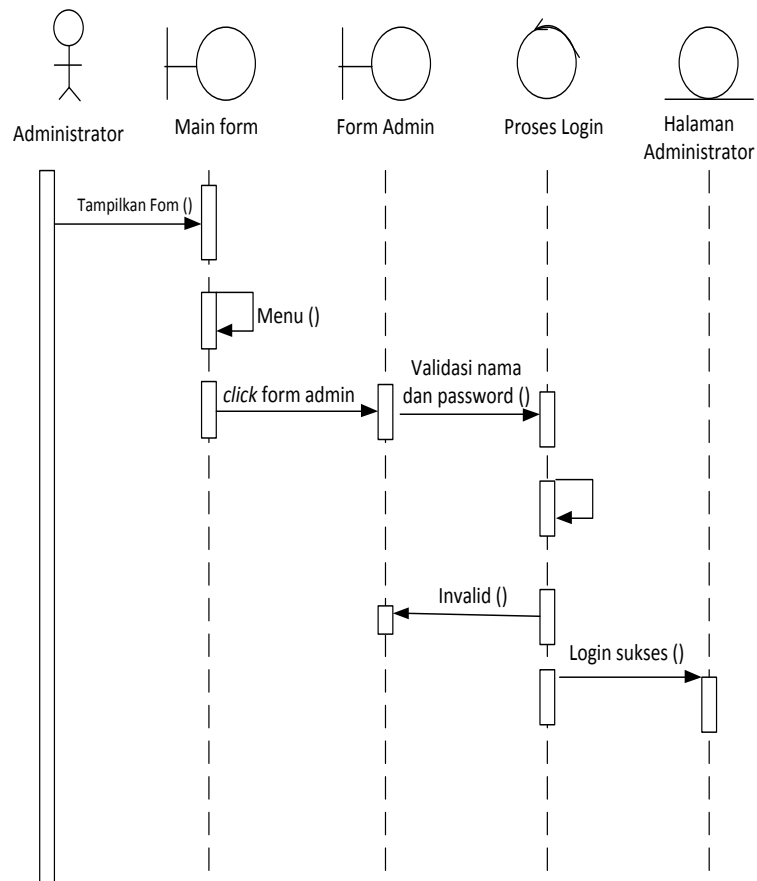 Administrator
Main form
Form Admin
Proses Login
Halaman
Administrator
Tampilkan Fom ()
Menu ()
click form admin
Validasi nama
dan password ()
Invalid ()
Login sukses ()